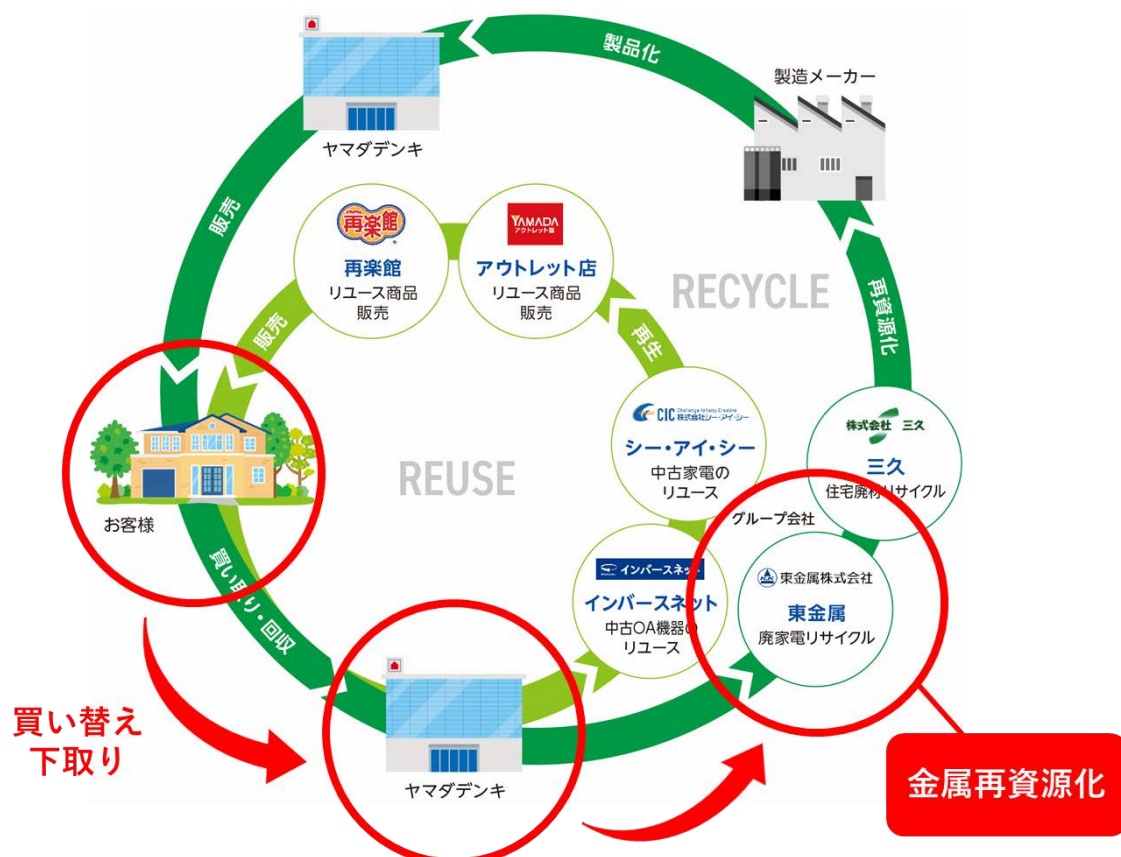 製品化
製造メーカー
ヤマダデンキ
販売
再楽館
再楽館
リユース商品
販売
YAMADA
アウトレット館
アウトレット店
リユース商品
販売
RECYCLE
再資源化
販売
再生
CIC Challenge Infinity Creative
株式会社シー・アイ・シー
シー・アイ・シー
中古家電の
リユース
株式会社 三久
三久
住宅廃材リサイクル
REUSE
お客様
グループ会社
買い取り・回収
インバースネット
インバースネット
中古OA機器の
リユース
東金属株式会社
東金属
廃家電リサイクル
買い替え
下取り
ヤマダデンキ
金属再資源化